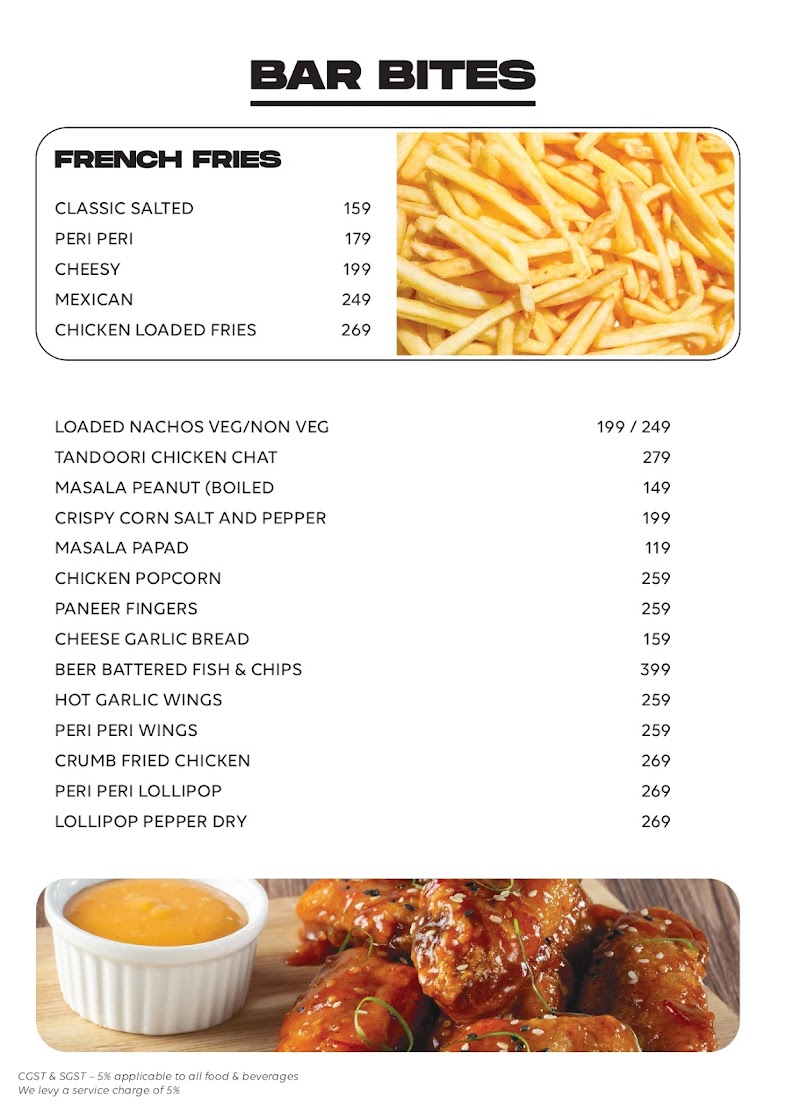 BAR BITES
FRENCH FRIES
CLASSIC SALTED 159
PERI PERI 179
CHEESY 199
MEXICAN 249
CHICKEN LOADED FRIES 269
LOADED NACHOS VEG/NON VEG 199 / 249
TANDOORI CHICKEN CHAT 279
MASALA PEANUT (BOILED 149
CRISPY CORN SALT AND PEPPER 199
MASALA PAPAD 119
CHICKEN POPCORN 259
PANEER FINGERS 259
CHEESE GARLIC BREAD 159
BEER BATTERED FISH & CHIPS 399
HOT GARLIC WINGS 259
PERI PERI WINGS 259
CRUMB FRIED CHICKEN 269
PERI PERI LOLLIPOP 269
LOLLIPOP PEPPER DRY 269
CGST & SGST – 5% applicable to all food & beverages
We levy a service charge of 5%